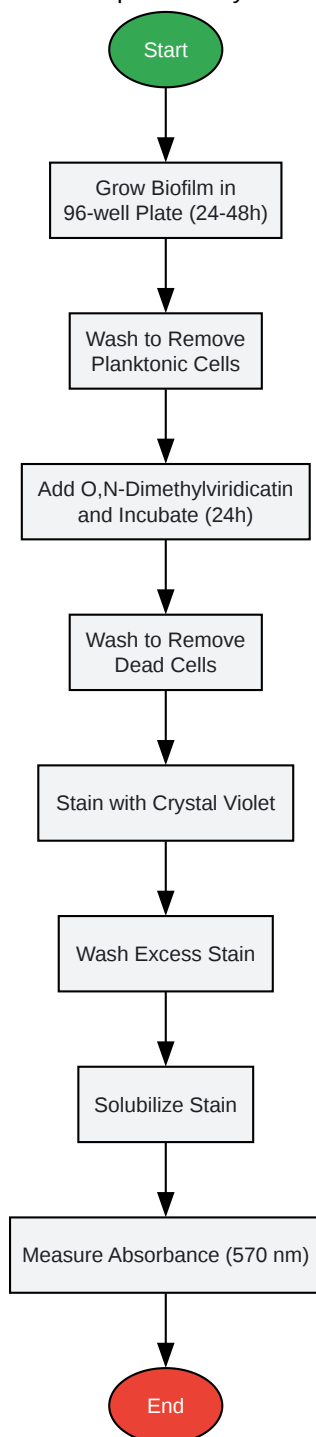 Start
Grow Biofilm in
96-well Plate (24-48h)
Wash to Remove
Planktonic Cells
Add O,N-Dimethylviridicatin
and Incubate (24h)
Wash to Remove
Dead Cells
Stain with Crystal Violet
Wash Excess Stain
Solubilize Stain
Measure Absorbance (570 nm)
End